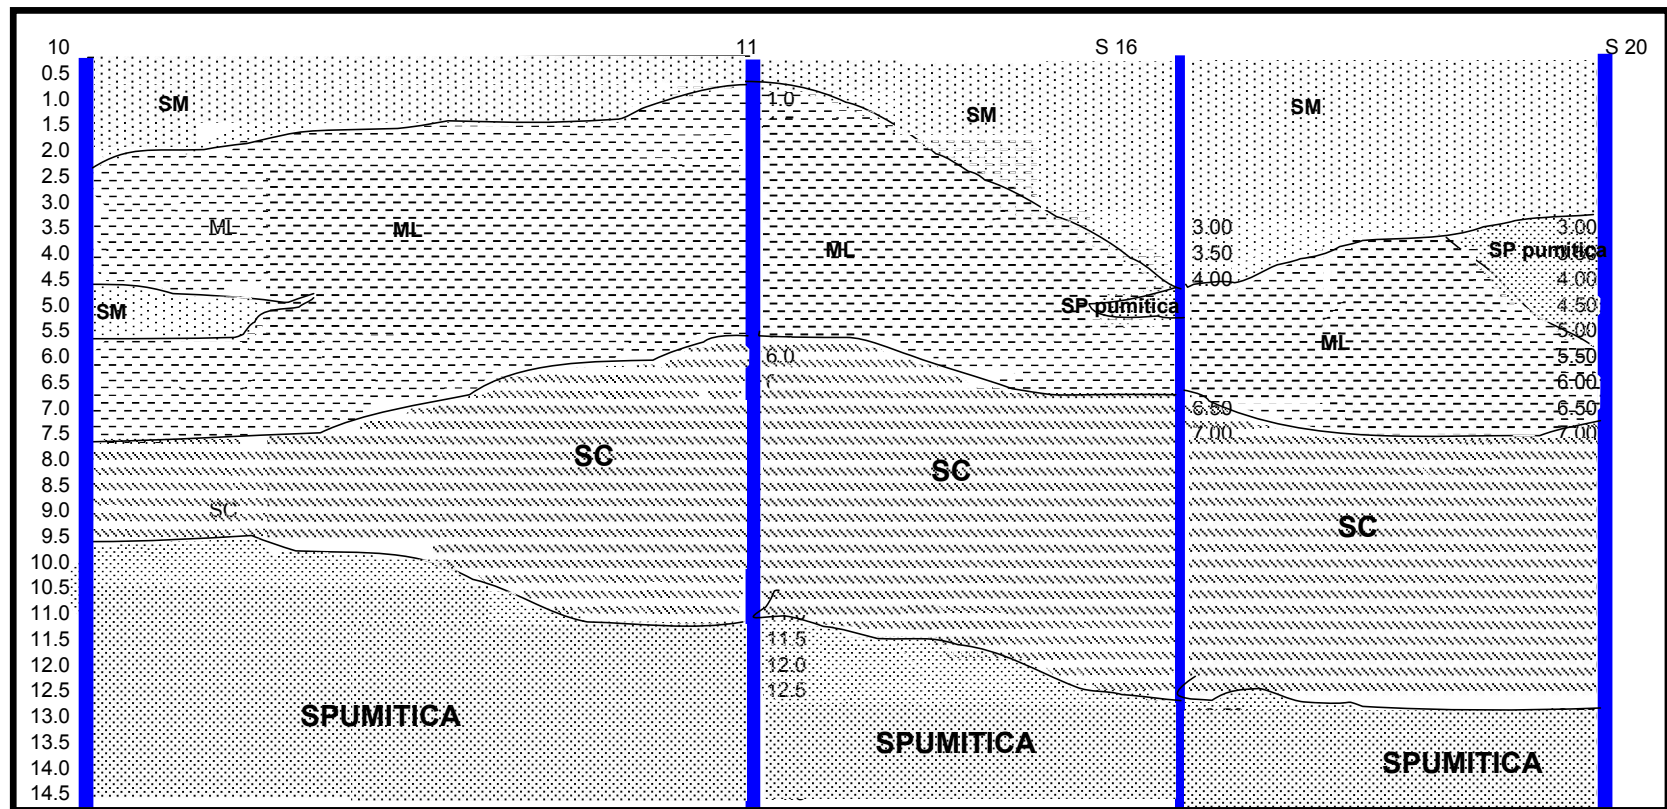 10 11 S 16 S 20
0.5
1.0 SM 1.0 SM SM
1.5
2.0
2.5
3.0
3.5 ML ML 3.00 3.00
4.0 ML 3.50 SP pumitica 3.50
4.5 4.00 4.00
5.0 SM SP pumitica 4.50
5.5 ML 5.00
6.0 6.0 5.50
6.5 6.00
7.0 6.50 6.50
7.5 7.00 7.00
8.0 SC SC
8.5
9.0 SC
9.5 SC
10.0
10.5
11.0
11.5 11.5
12.0 12.0
12.5 12.5
13.0 SPUMITICA
13.5 SPUMITICA
14.0 SPUMITICA
14.5